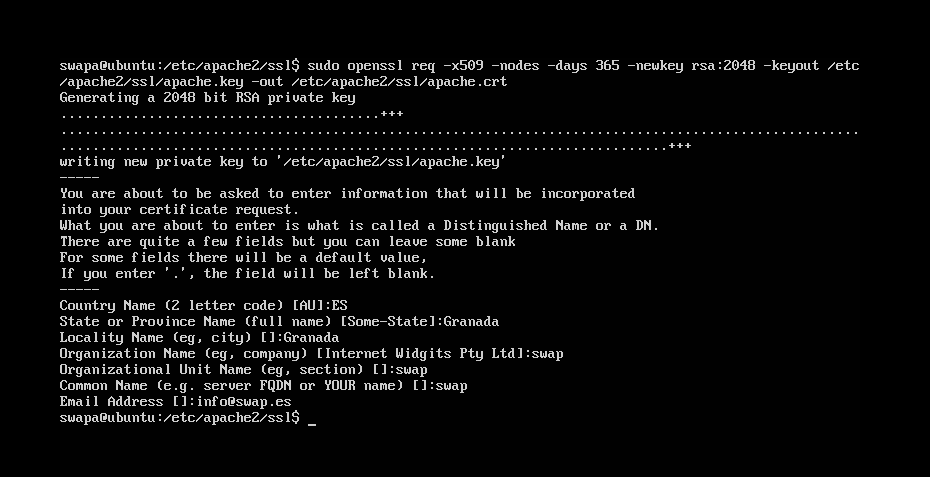 swapa@ubuntu:/etc/apache2/ssl$ sudo openssl req -x509 -nodes -days 365 -newkey rsa:2048 -keyout /etc
/apache2/ssl/apache.key -out /etc/apache2/ssl/apache.crt
Generating a 2048 bit RSA private key
........................................+++
....................................................................................................
............................................................................+++
writing new private key to '/etc/apache2/ssl/apache.key'
-----
You are about to be asked to enter information that will be incorporated
into your certificate request.
What you are about to enter is what is called a Distinguished Name or a DN.
There are quite a few fields but you can leave some blank
For some fields there will be a default value,
If you enter '.', the field will be left blank.
-----
Country Name (2 letter code) [AU]:ES
State or Province Name (full name) [Some-State]:Granada
Locality Name (eg, city) []:Granada
Organization Name (eg, company) [Internet Widgits Pty Ltd]:swap
Organizational Unit Name (eg, section) []:swap
Common Name (e.g. server FQDN or YOUR name) []:swap
Email Address []:info@swap.es
swapa@ubuntu:/etc/apache2/ssl$ _